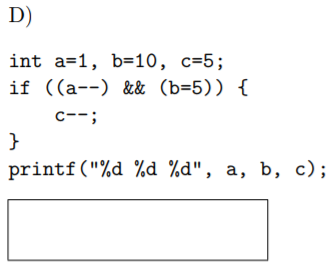 D)
int a=1, b=10, c=5;
if ((a--) && (b=5)) {
    c--;
}
printf("%d %d %d", a, b, c);